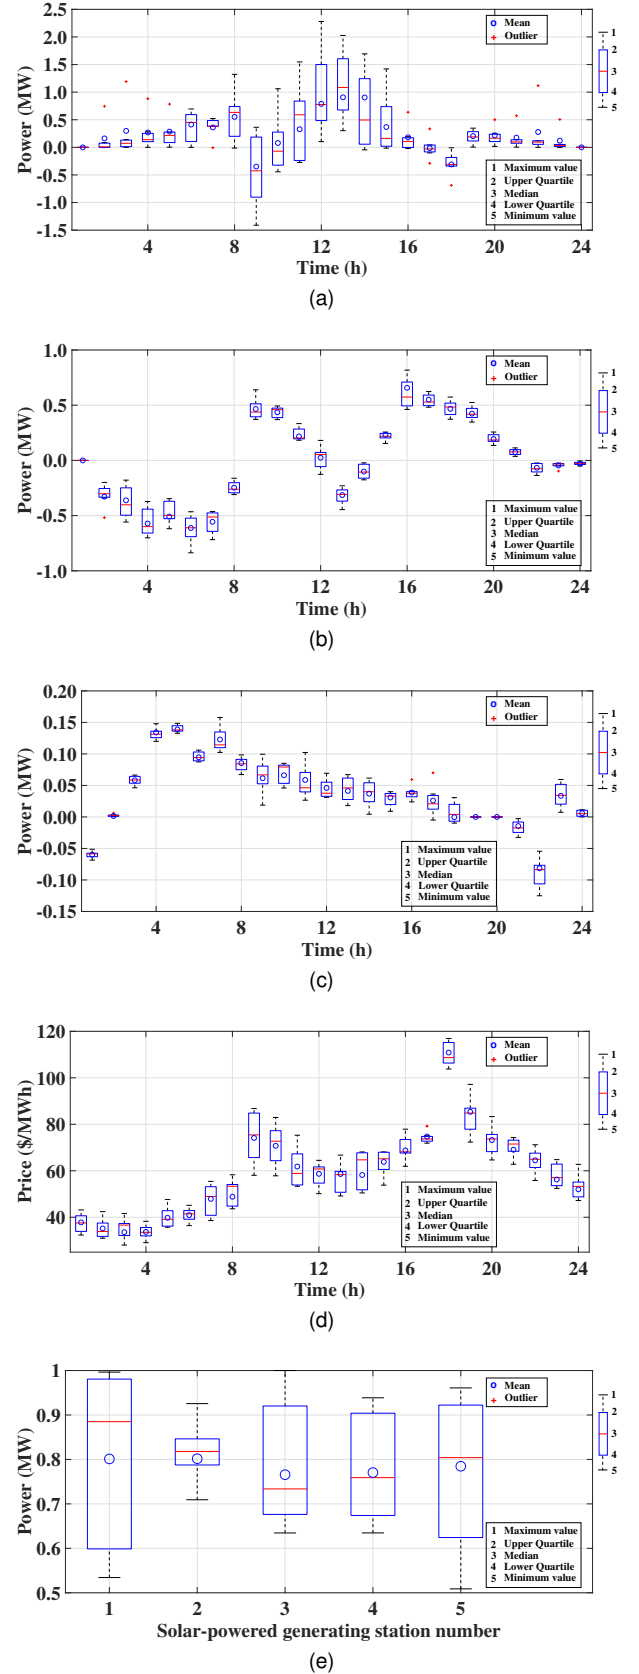 2.5
2.0
1.5
1.0
0.5
0.0
-0.5
-1.0
-1.5
Power (MW)
Mean
Outlier
1
2
3
4
5
1 Maximum value
2 Upper Quartile
3 Median
4 Lower Quartile
5 Minimum value
4 8 12 16 20 24
Time (h)
(a)
1.0
0.5
0.0
-0.5
-1.0
Power (MW)
Mean
Outlier
1
2
3
4
5
1 Maximum value
2 Upper Quartile
3 Median
4 Lower Quartile
5 Minimum value
4 8 12 16 20 24
Time (h)
(b)
0.20
0.15
0.10
0.05
0.00
-0.05
-0.10
-0.15
Power (MW)
Mean
Outlier
1
2
3
4
5
1 Maximum value
2 Upper Quartile
3 Median
4 Lower Quartile
5 Minimum value
4 8 12 16 20 24
Time (h)
(c)
120
100
80
60
40
Price ($/MWh)
Mean
Outlier
1
2
3
4
5
1 Maximum value
2 Upper Quartile
3 Median
4 Lower Quartile
5 Minimum value
4 8 12 16 20 24
Time (h)
(d)
1
0.9
0.8
0.7
0.6
0.5
Power (MW)
Mean
Outlier
1
2
3
4
5
1 Maximum value
2 Upper Quartile
3 Median
4 Lower Quartile
5 Minimum value
1 2 3 4 5
Solar-powered generating station number
(e)